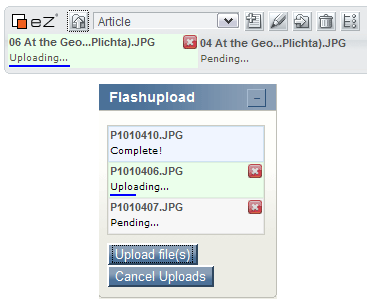 ez Article
06 At the Geo...Plichta).JPG 04 At the Geo...Plichta).JPG
Uploading... Pending...
Flashupload
P1010410.JPG
Complete!
P1010406.JPG
Uploading...
P1010407.JPG
Pending...
Upload file(s)
Cancel Uploads